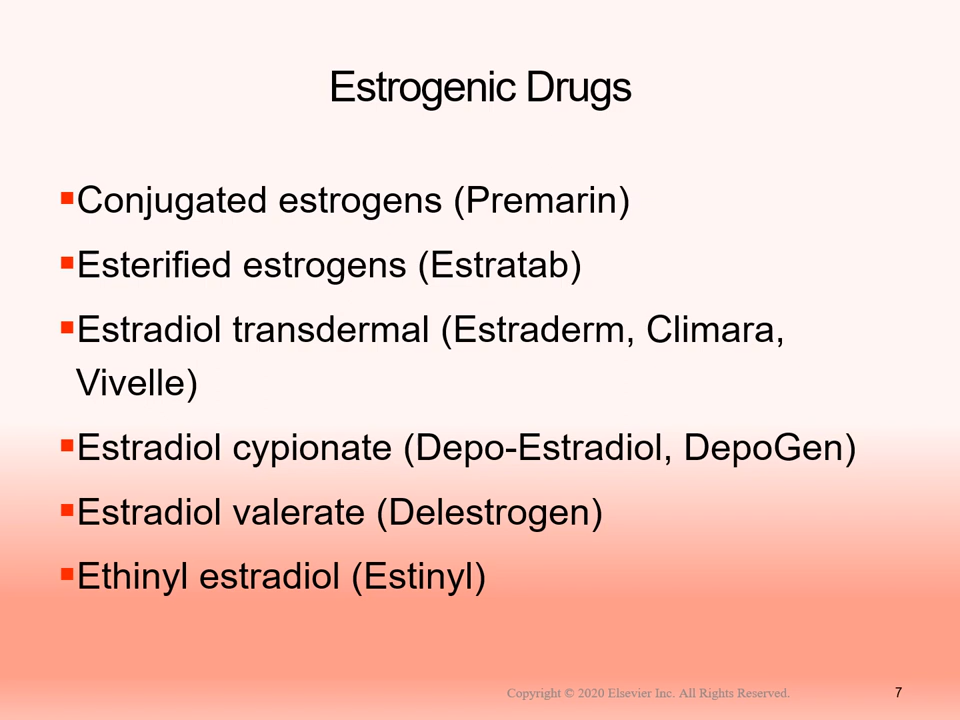 Estrogenic Drugs
▪Conjugated estrogens (Premarin)
▪Esterified estrogens (Estratab)
▪Estradiol transdermal (Estraderm, Climara,
Vivelle)
▪Estradiol cypionate (Depo-Estradiol, DepoGen)
▪Estradiol valerate (Delestrogen)
▪Ethinyl estradiol (Estinyl)
Copyright © 2020 Elsevier Inc. All Rights Reserved. 7